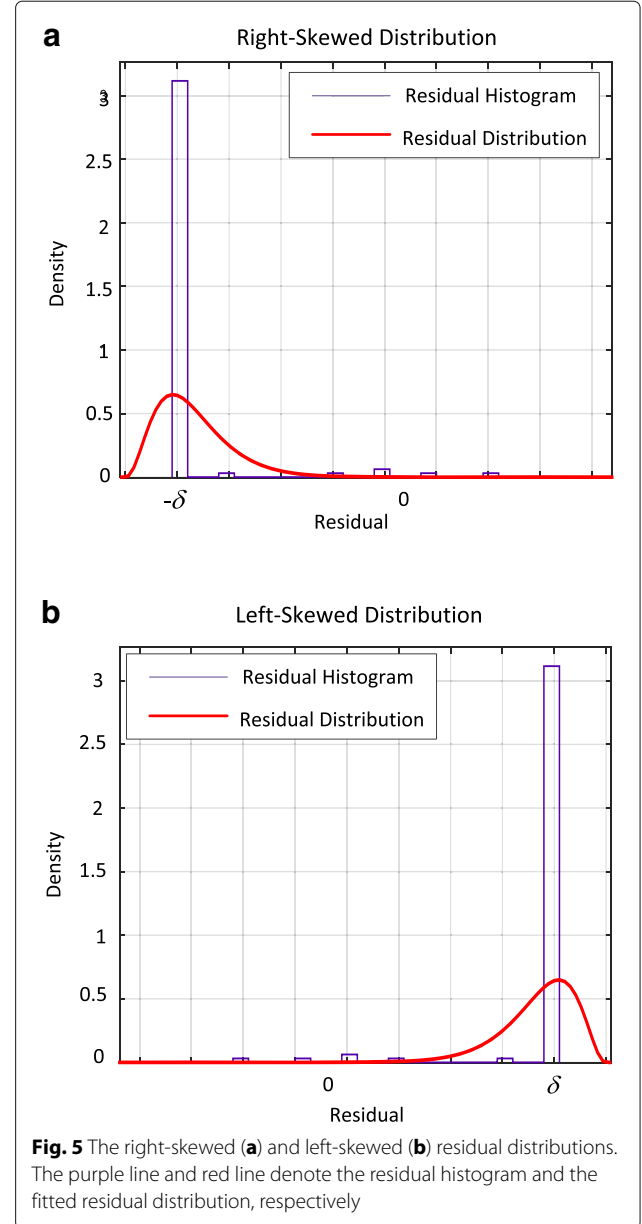 a
Right-Skewed Distribution
Residual Histogram
Residual Distribution
3
2.5
2
1.5
1
0.5
0
Density
-δ
0
Residual
b
Left-Skewed Distribution
Residual Histogram
Residual Distribution
3
2.5
2
1.5
1
0.5
0
Density
0
δ
Residual
Fig. 5 The right-skewed (a) and left-skewed (b) residual distributions.
The purple line and red line denote the residual histogram and the
fitted residual distribution, respectively